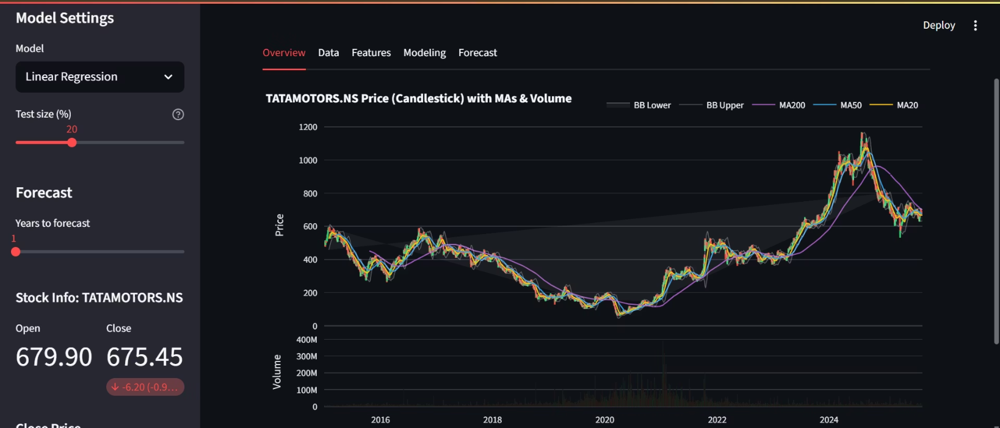 Model Settings
Model
Linear Regression
Test size (%)
20
Forecast
Years to forecast
1
Stock Info: TATAMOTORS.NS
Open Close
679.90 675.45
↓ -6.20 (-0.9...
Close Price
Deploy
Overview Data Features Modeling Forecast
TATAMOTORS.NS Price (Candlestick) with MAs & Volume
BB Lower BB Upper MA200 MA50 MA20
1200
1000
800
600
400
200
0
Price
400M
300M
200M
100M
0
Volume
2016 2018 2020 2022 2024